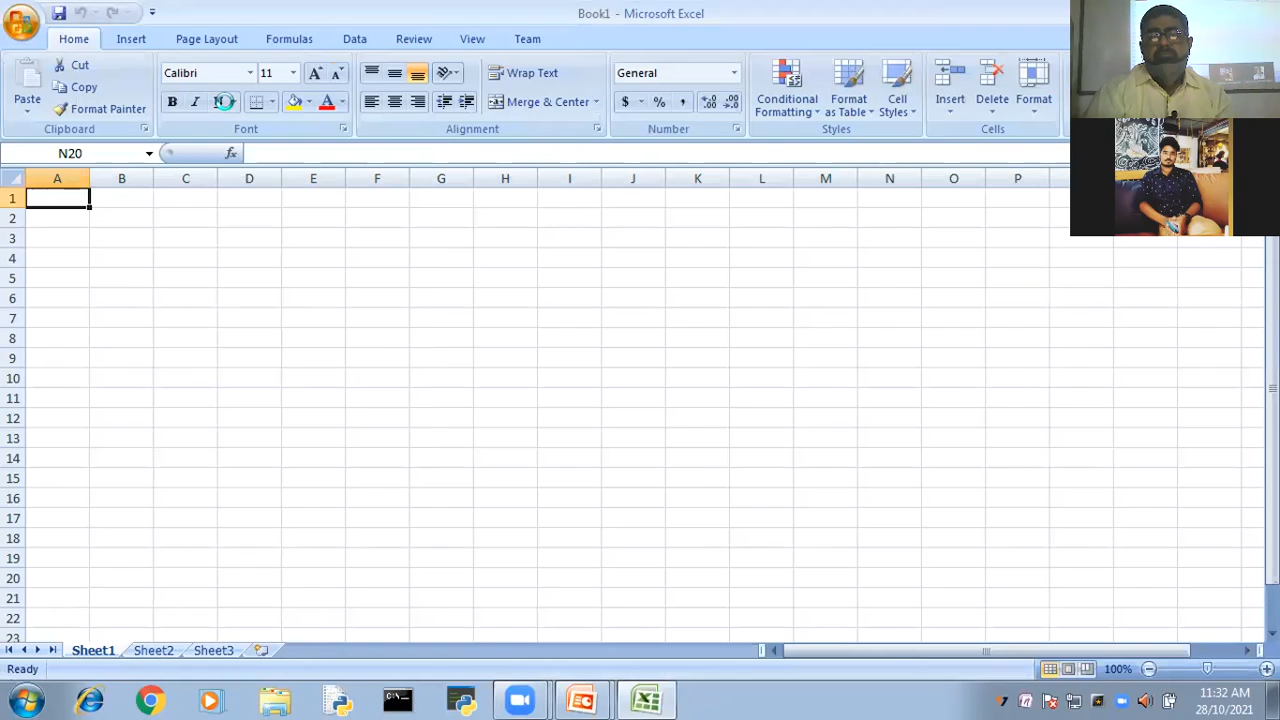 Book1 - Microsoft Excel
Home Insert Page Layout Formulas Data Review View Team
Cut
Copy
Format Painter
Paste
Clipboard
Calibri 11
B I
Font
Wrap Text
Merge & Center
Alignment
General
$ % ,
Number
Conditional Formatting
Format as Table
Cell Styles
Styles
Insert Delete Format
Cells
N20
fx
A B C D E F G H I J K L M N O P
1
2
3
4
5
6
7
8
9
10
11
12
13
14
15
16
17
18
19
20
21
22
23
Sheet1 Sheet2 Sheet3
Ready
100%
11:32 AM
28/10/2021